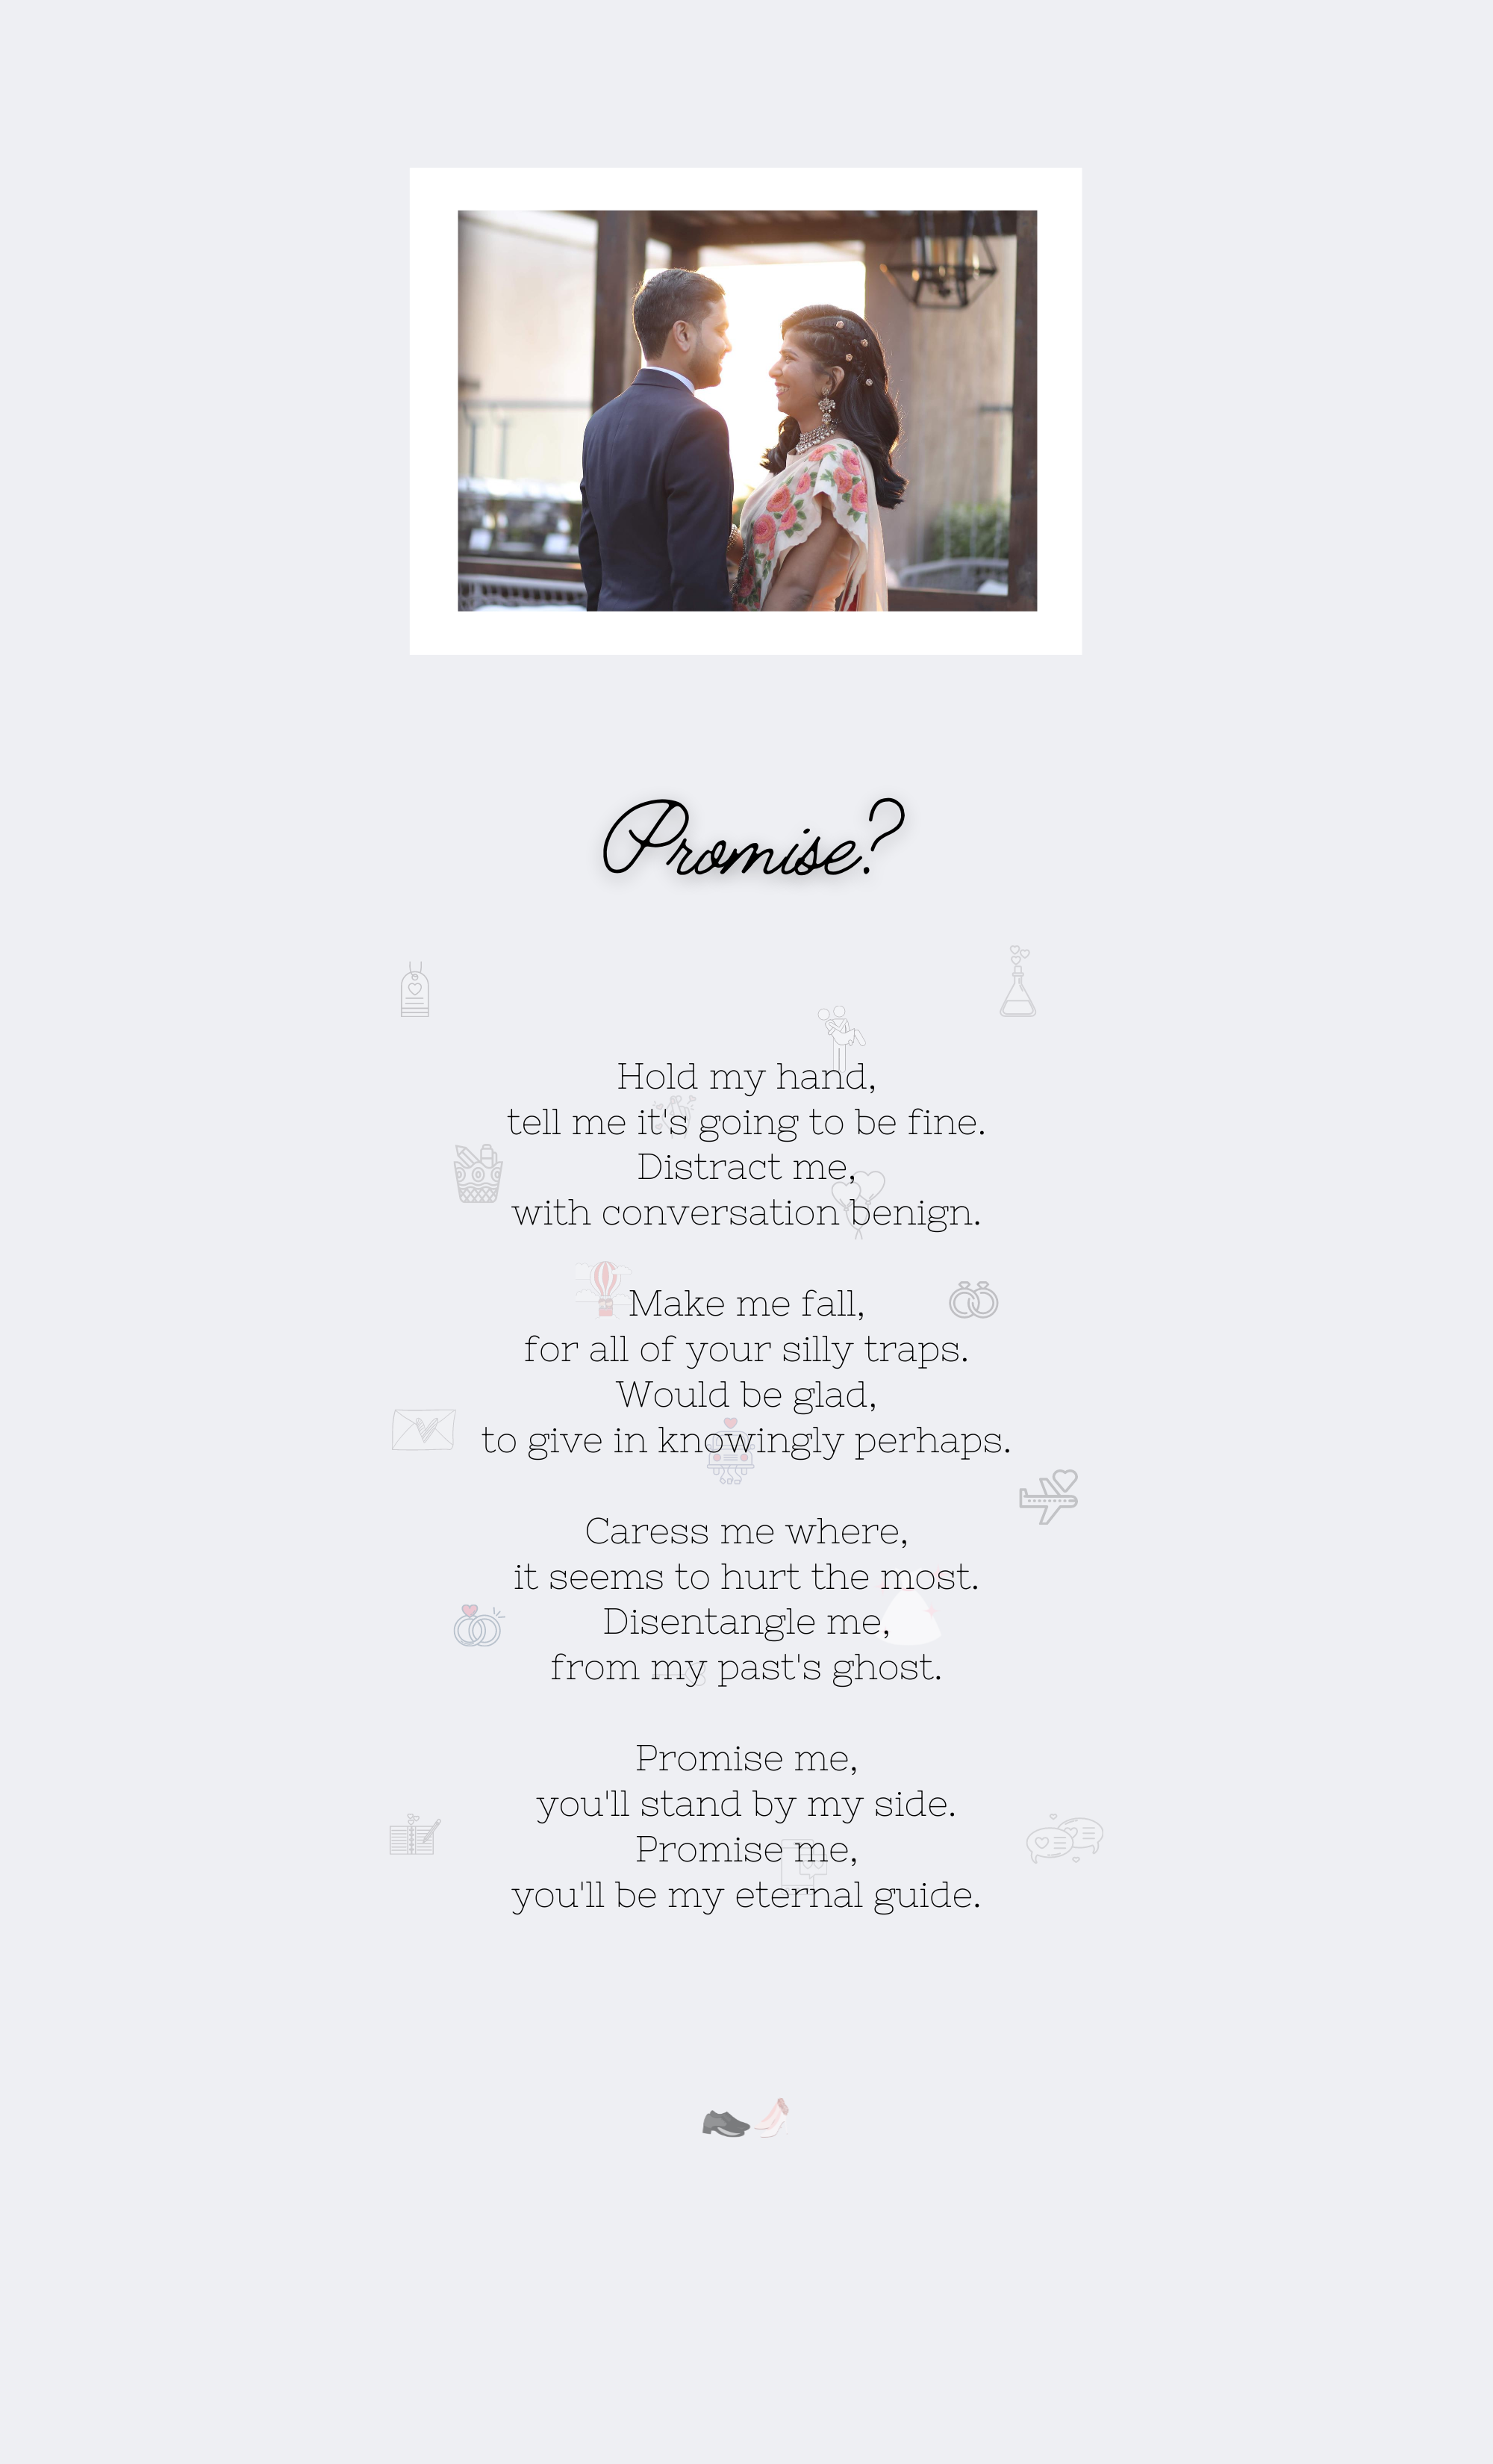 Promise?
Hold my hand,
tell me it's going to be fine.
Distract me,
with conversation benign.
Make me fall,
for all of your silly traps.
Would be glad,
to give in knowingly perhaps.
Caress me where,
it seems to hurt the most.
Disentangle me,
from my past's ghost.
Promise me,
you'll stand by my side.
Promise me,
you'll be my eternal guide.